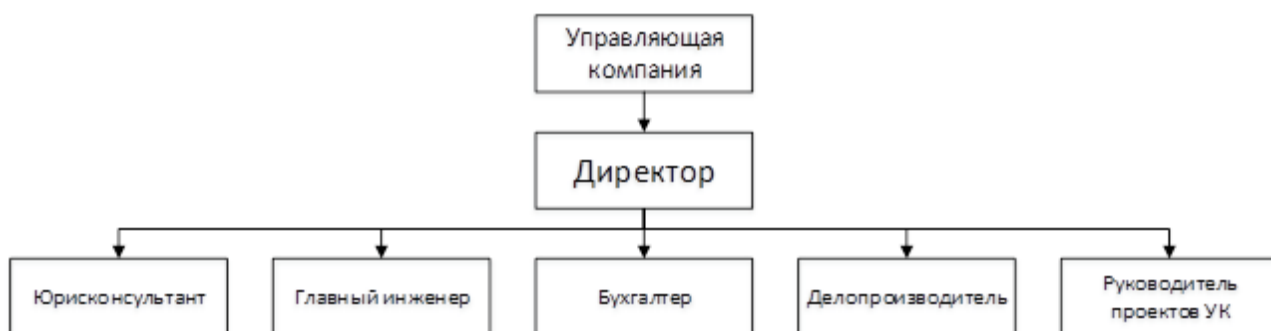 Управляющая
компания
Директор
Юрисконсультант
Главный инженер
Бухгалтер
Делопроизводитель
Руководитель
проектов УК